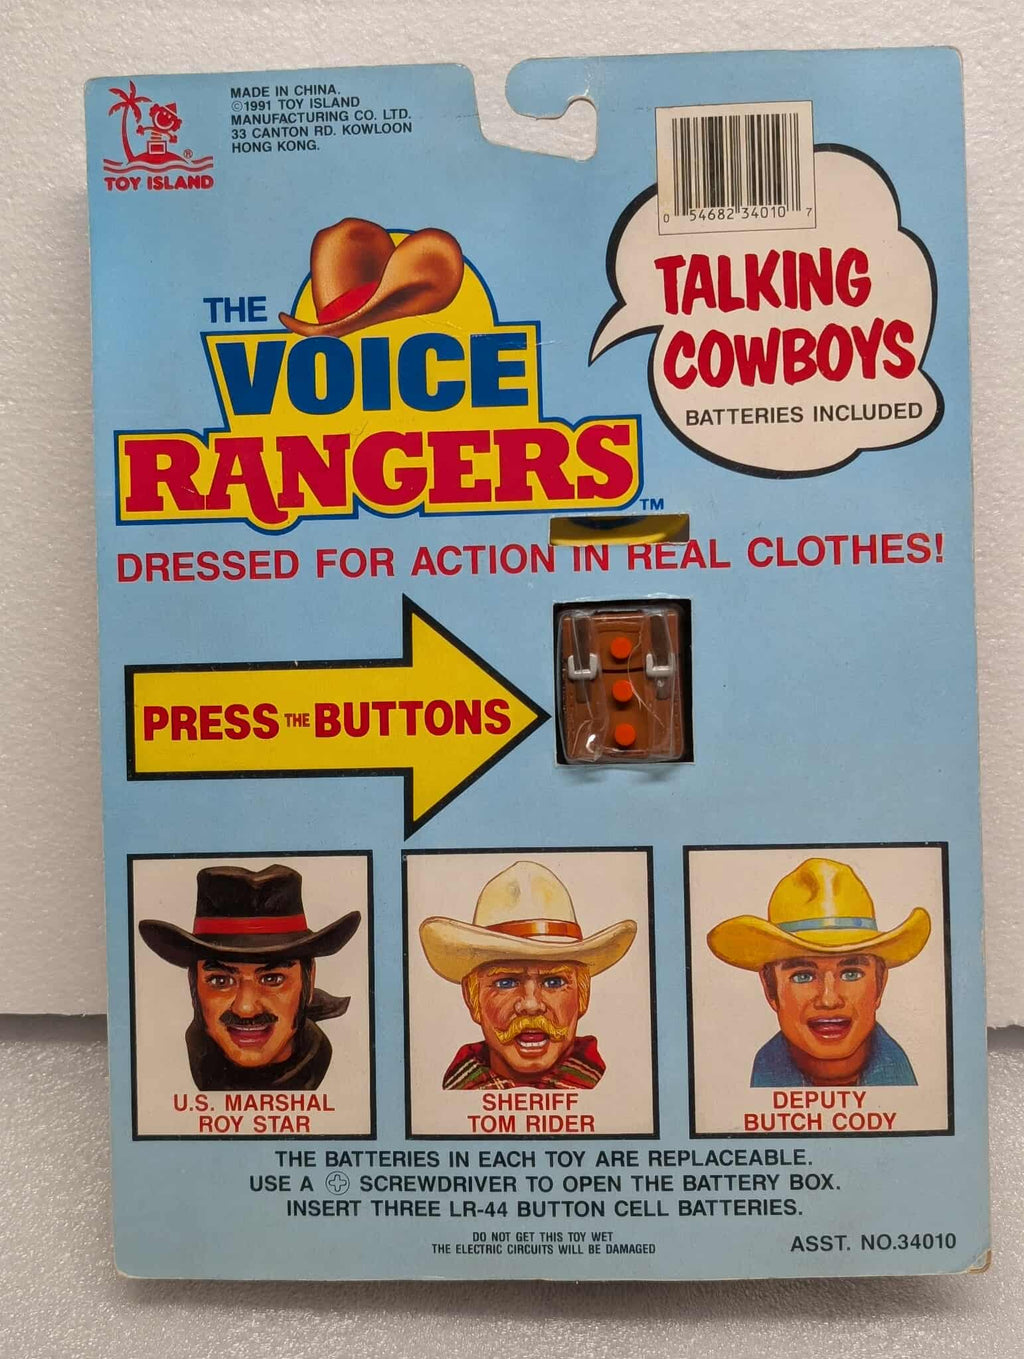 TOY ISLAND
®
MADE IN CHINA.
©1991 TOY ISLAND
MANUFACTURING CO. LTD.
33 CANTON RD. KOWLOON
HONG KONG.
0 54682 34010 7
TALKING
COWBOYS
BATTERIES INCLUDED
THE
VOICE
RANGERS
TM
DRESSED FOR ACTION IN REAL CLOTHES!
PRESS THE BUTTONS
U.S. MARSHAL
ROY STAR
SHERIFF
TOM RIDER
DEPUTY
BUTCH CODY
THE BATTERIES IN EACH TOY ARE REPLACEABLE.
USE A SCREWDRIVER TO OPEN THE BATTERY BOX.
INSERT THREE LR-44 BUTTON CELL BATTERIES.
DO NOT GET THIS TOY WET
THE ELECTRIC CIRCUITS WILL BE DAMAGED
ASST. NO.34010